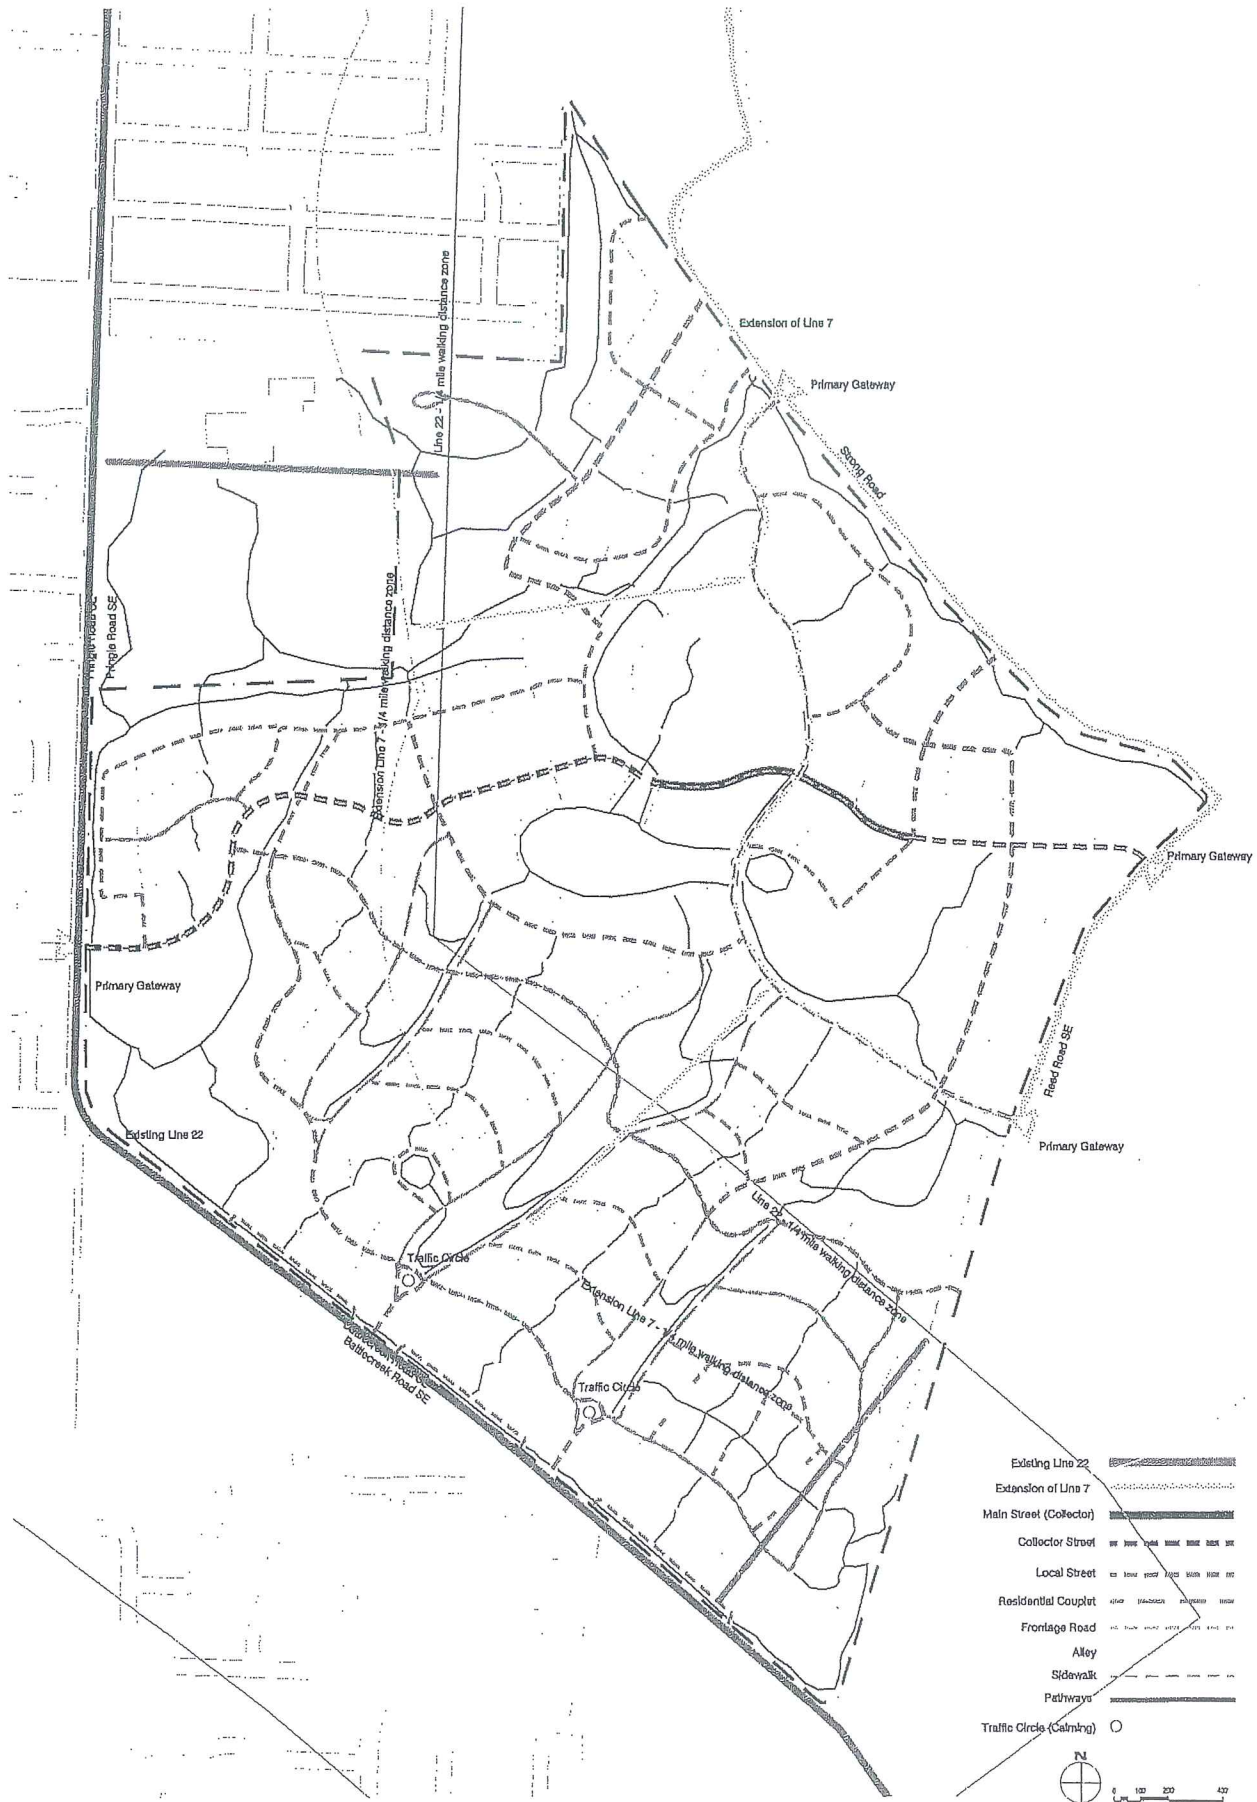 Line 22 - 1/4 mile walking distance zone
Extension of Line 7
Primary Gateway
Strong Road
Pringle Road SE
Pringle Road SE
Extension Line 7 - 1/4 mile walking distance zone
Primary Gateway
Primary Gateway
Reed Road SE
Existing Line 22
Primary Gateway
Line 22 - 1/4 mile walking distance zone
Traffic Circle
Extension Line 7 - 1/4 mile walking distance zone
Battlecreek Road SE
Traffic Circle
Existing Line 22
Extension of Line 7
Main Street (Collector)
Collector Street
Local Street
Residential Couplet
Frontage Road
Alley
Sidewalk
Pathways
Traffic Circle (Calming)
N
0 100 200 400